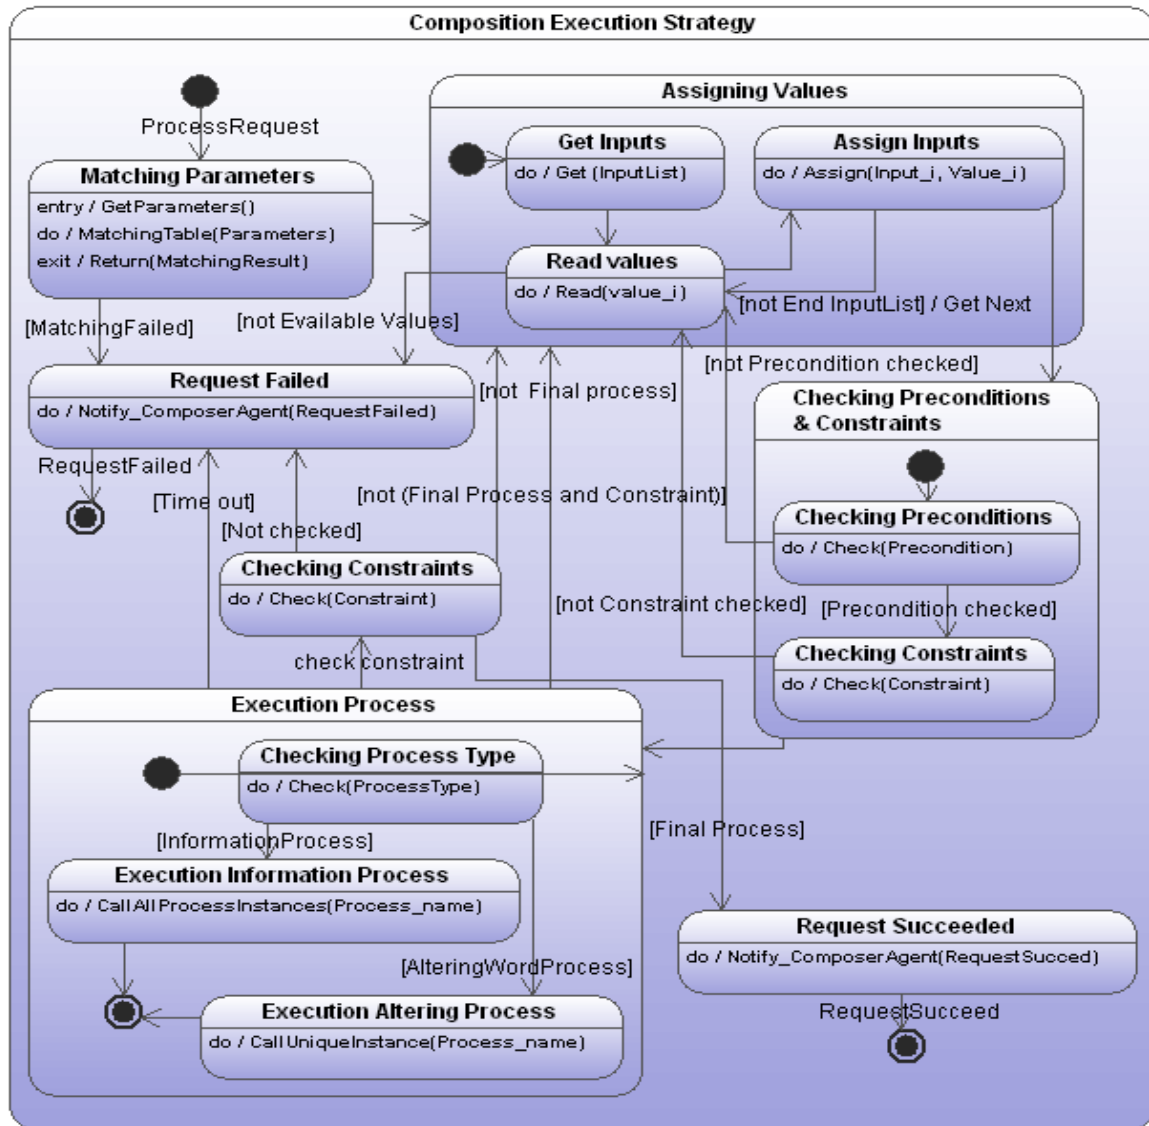 Composition Execution Strategy
ProcessRequest
Matching Parameters
entry / GetParameters()
do / MatchingTable(Parameters)
exit / Return(MatchingResult)
Assigning Values
Get Inputs
do / Get (InputList)
Assign Inputs
do / Assign(Input_i, Value_i)
Read values
do / Read(value_i)
[not End InputList] / Get Next
[MatchingFailed]
[not Evailable Values]
[not Precondition checked]
Request Failed
do / Notify_ComposerAgent(RequestFailed)
[not  Final process]
RequestFailed
[Time out]
[Not checked]
[not (Final Process and Constraint)]
Checking Preconditions
& Constraints
Checking Preconditions
do / Check(Precondition)
[Precondition checked]
Checking Constraints
do / Check(Constraint)
Checking Constraints
do / Check(Constraint)
[not Constraint checked]
check constraint
Execution Process
Checking Process Type
do / Check(ProcessType)
[InformationProcess]
[Final Process]
Execution Information Process
do / CallAllProcessInstances(Process_name)
[AlteringWordProcess]
Execution Altering Process
do / CallUniqueInstance(Process_name)
Request Succeeded
do / Notify_ComposerAgent(RequestSucced)
RequestSucceed